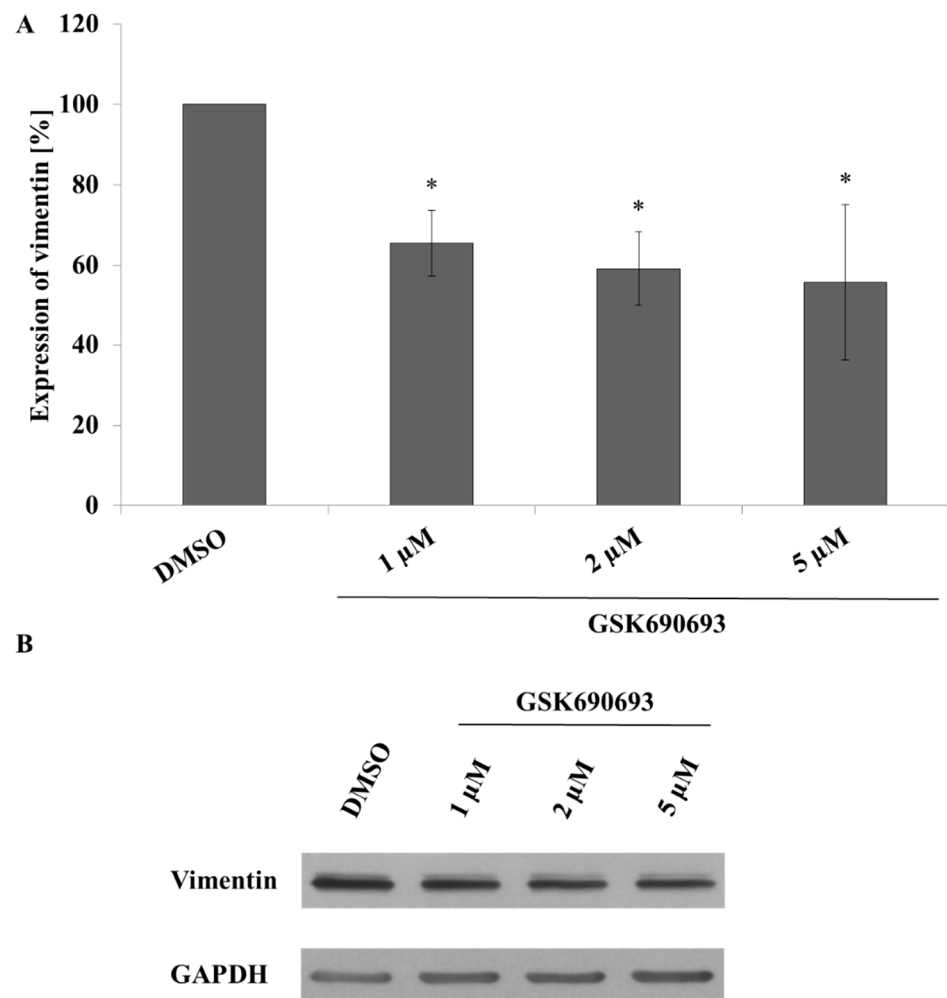 A
120
100
80
60
40
20
0
Expression of vimentin [%]
*
*
*
DMSO
1 µM
2 µM
5 µM
GSK690693
B
GSK690693
DMSO
1 µM
2 µM
5 µM
Vimentin
GAPDH